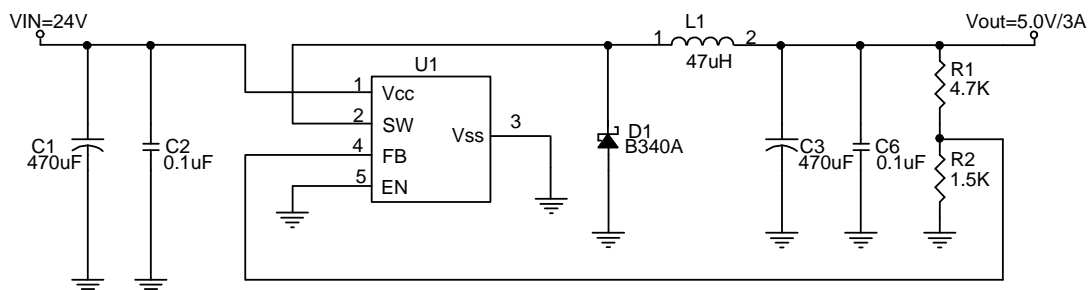 VIN=24V
L1
Vout=5.0V/3A
1
2
47uH
U1
R1
4.7K
1
Vcc
2
SW
Vss
3
4
FB
5
EN
C1
470uF
C2
0.1uF
D1
B340A
C3
470uF
C6
0.1uF
R2
1.5K